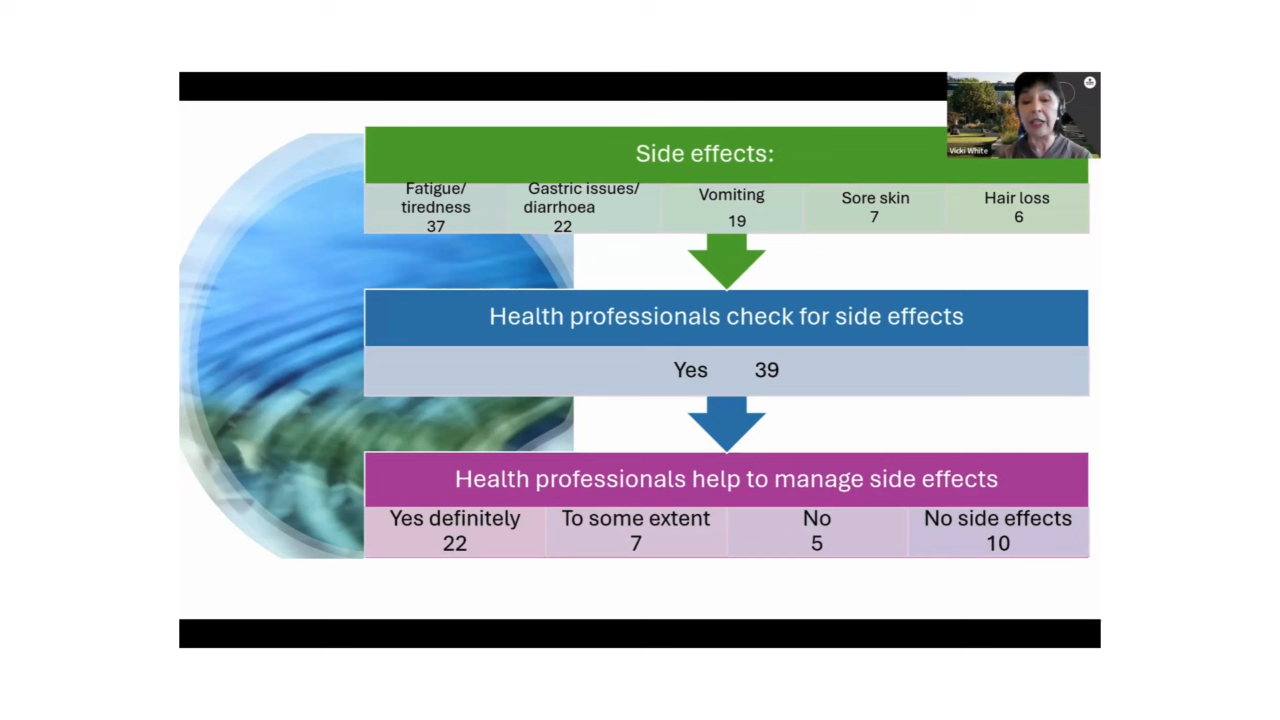 Vicki White
Side effects:
Fatigue/
tiredness
37
Gastric issues/
diarrhoea
22
Vomiting
19
Sore skin
7
Hair loss
6
Health professionals check for side effects
Yes 39
Health professionals help to manage side effects
Yes definitely
22
To some extent
7
No
5
No side effects
10